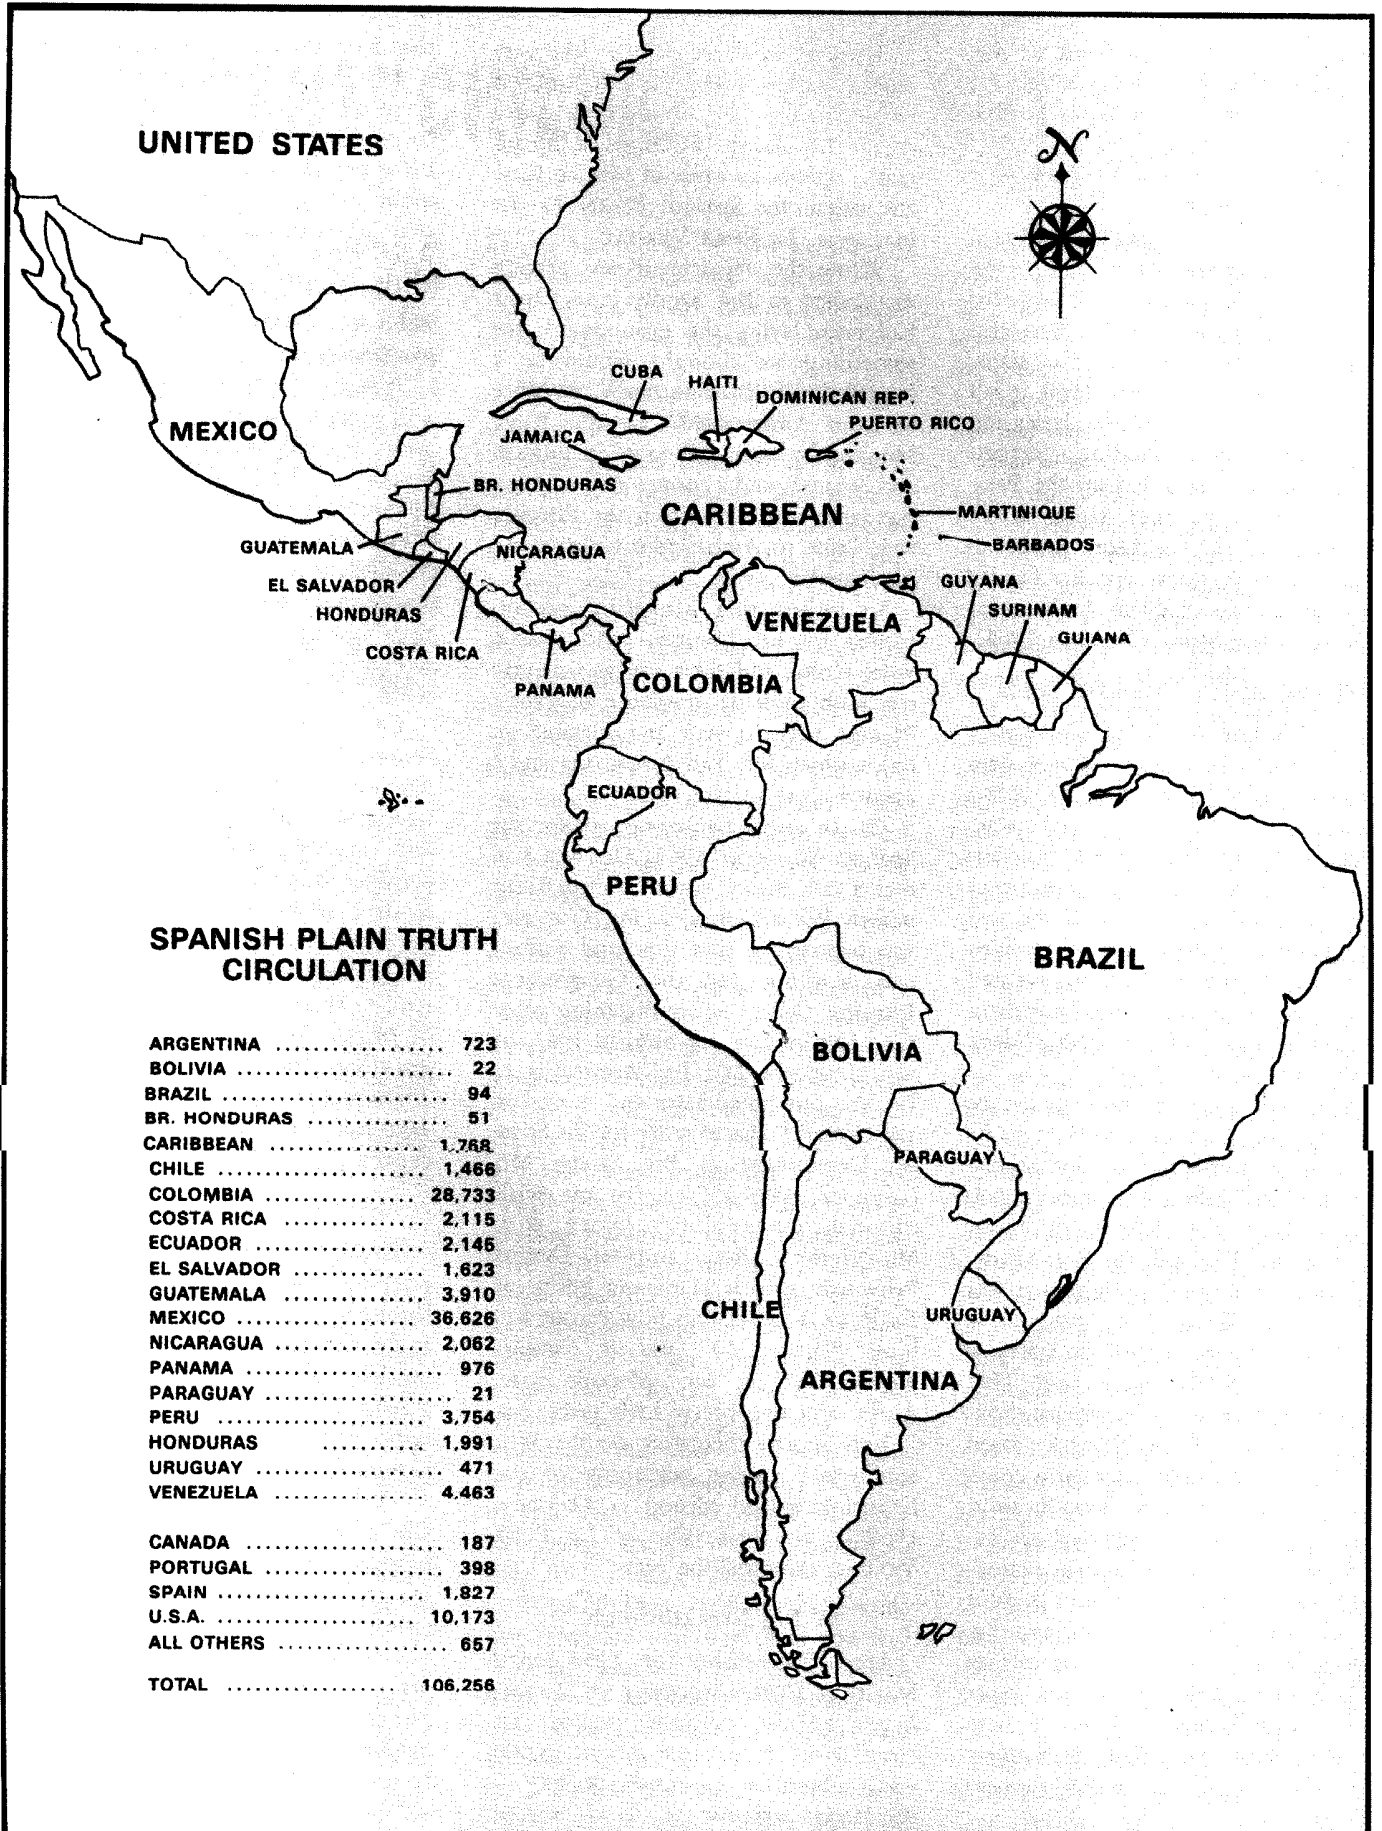 UNITED STATES
N
CUBA
HAITI
DOMINICAN REP.
PUERTO RICO
MEXICO
JAMAICA
BR. HONDURAS
CARIBBEAN
MARTINIQUE
GUATEMALA
NICARAGUA
BARBADOS
EL SALVADOR
GUYANA
HONDURAS
SURINAM
VENEZUELA
GUIANA
COSTA RICA
PANAMA
COLOMBIA
ECUADOR
PERU
BRAZIL
BOLIVIA
PARAGUAY
CHILE
URUGUAY
ARGENTINA
SPANISH PLAIN TRUTH
CIRCULATION
ARGENTINA .................. 723
BOLIVIA ....................... 22
BRAZIL ........................ 94
BR. HONDURAS ............... 51
CARIBBEAN ................ 1,768
CHILE ...................... 1,466
COLOMBIA ................ 28,733
COSTA RICA ............... 2,115
ECUADOR .................. 2,145
EL SALVADOR .............. 1,623
GUATEMALA ............... 3,910
MEXICO ................... 36,626
NICARAGUA ................ 2,062
PANAMA ...................... 976
PARAGUAY .................... 21
PERU ...................... 3,754
HONDURAS ........... 1,991
URUGUAY .................... 471
VENEZUELA ................ 4,463
CANADA ..................... 187
PORTUGAL ................... 398
SPAIN ...................... 1,827
U.S.A. ..................... 10,173
ALL OTHERS .................. 657
TOTAL .................. 106,256